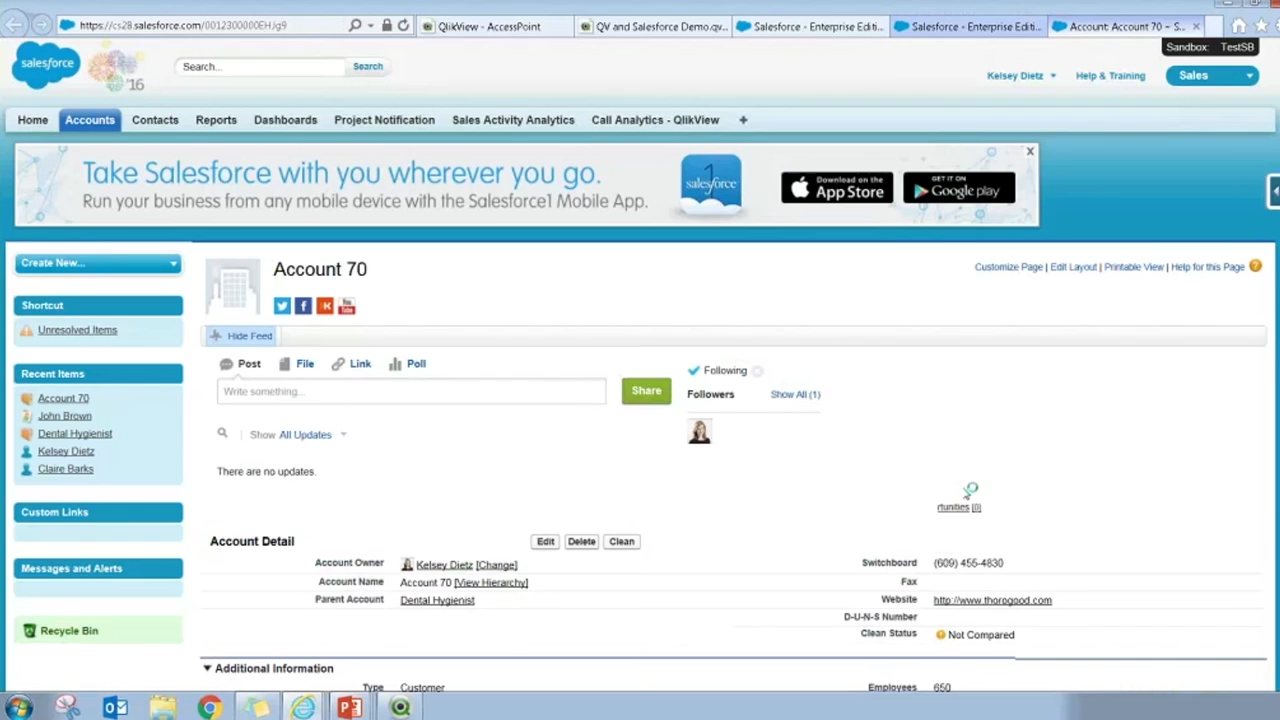 https://cs28.salesforce.com/0012300000EHJg9
QlikView - AccessPoint
QV and Salesforce Demo.qv...
Salesforce - Enterprise Editi...
Salesforce - Enterprise Editi...
Account: Account 70 ~ S...
Sandbox: TestSB
salesforce
'16
Search...
Search
Kelsey Dietz
Help & Training
Sales
Home
Accounts
Contacts
Reports
Dashboards
Project Notification
Sales Activity Analytics
Call Analytics - QlikView
+
Take Salesforce with you wherever you go.
Run your business from any mobile device with the Salesforce1 Mobile App.
1
salesforce
Download on the
App Store
GET IT ON
Google play
X
Create New...
Shortcut
Unresolved Items
Recent Items
Account 70
John Brown
Dental Hygienist
Kelsey Dietz
Claire Barks
Custom Links
Messages and Alerts
Recycle Bin
Account 70
Customize Page | Edit Layout | Printable View | Help for this Page ?
You
Tube
Hide Feed
Post
File
Link
Poll
Write something...
Share
Following
Followers
Show All (1)
Show All Updates
There are no updates.
rtunities [0]
Account Detail
Edit
Delete
Clean
Account Owner Kelsey Dietz [Change]
Switchboard (609) 455-4830
Account Name Account 70 [View Hierarchy]
Fax
Parent Account Dental Hygienist
Website http://www.thorogood.com
D-U-N-S Number
Clean Status Not Compared
Additional Information
Type Customer
Employees 650